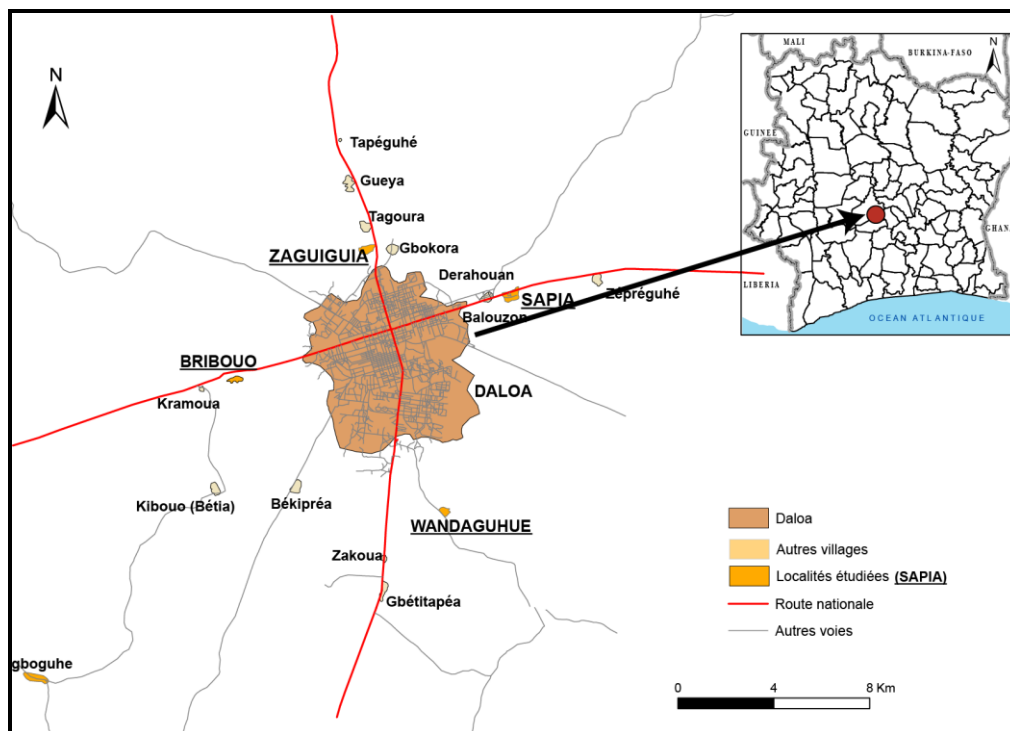 N
Tapéguhé
Gueya
Tagoura
ZAGUIGUIA
Gbokora
Derahouan
SAPIA
Zépréguhé
Balouzon
BRIBOUO
Kramoua
DALOA
Kibouo (Bétia)
Békipréa
WANDAGUHUE
Zakoua
Gbétitapéa
gboguhe
MALI
BURKINA-FASO
N
GUINEE
GHANA
LIBERIA
OCEAN ATLANTIQUE
Daloa
Autres villages
Localités étudiées (SAPIA)
Route nationale
Autres voies
0 4 8 Km